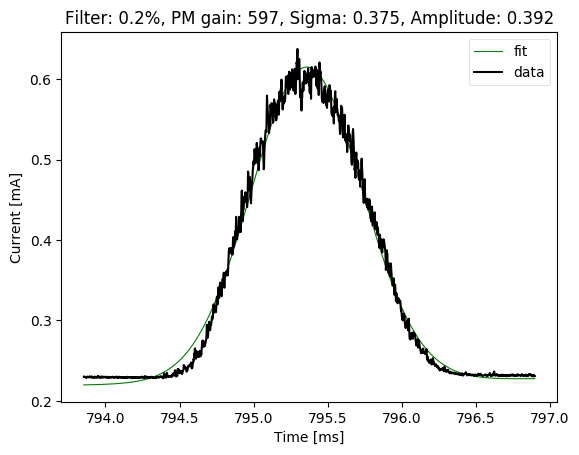 Filter: 0.2%, PM gain: 597, Sigma: 0.375, Amplitude: 0.392
fit
data
0.6
0.5
0.4
0.3
0.2
Current [mA]
794.0 794.5 795.0 795.5 796.0 796.5 797.0
Time [ms]